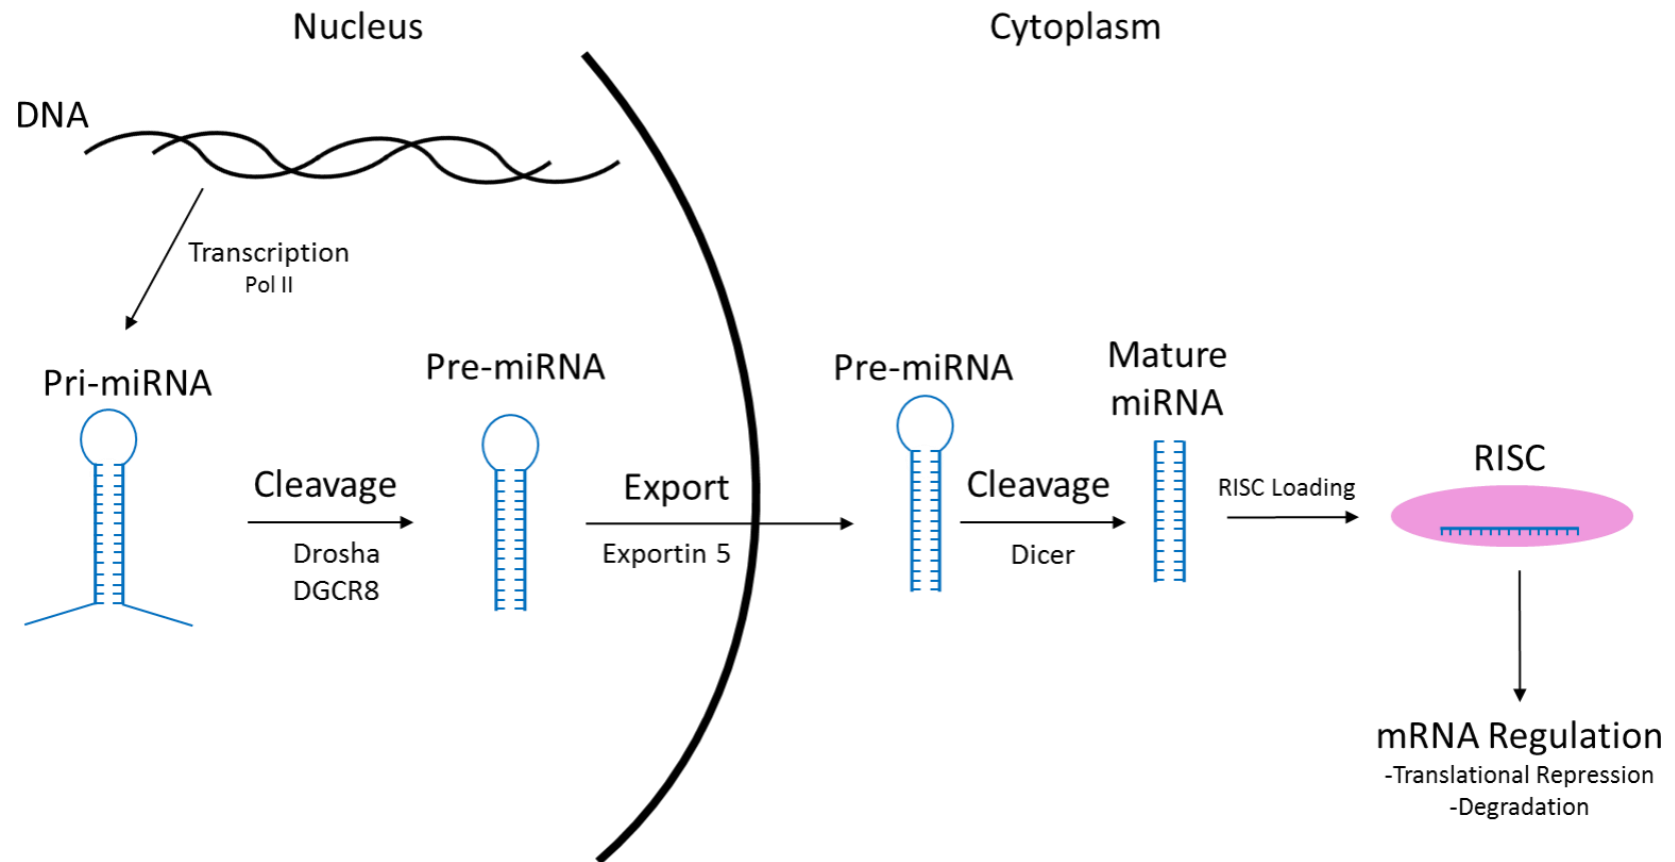 Nucleus
Cytoplasm
DNA
Transcription
Pol II
Pri-miRNA
Cleavage
Drosha
DGCR8
Pre-miRNA
Export
Exportin 5
Pre-miRNA
Cleavage
Dicer
Mature
miRNA
RISC Loading
RISC
mRNA Regulation
-Translational Repression
-Degradation